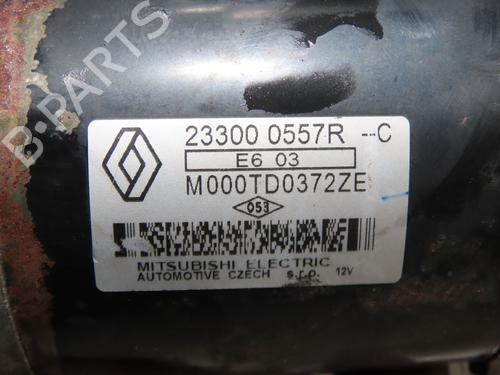 B-PARTS
23300 0557R --C
E6 03
M000TD0372ZE
053
MITSUBISHI ELECTRIC
AUTOMOTIVE CZECH s.r.o. 12V